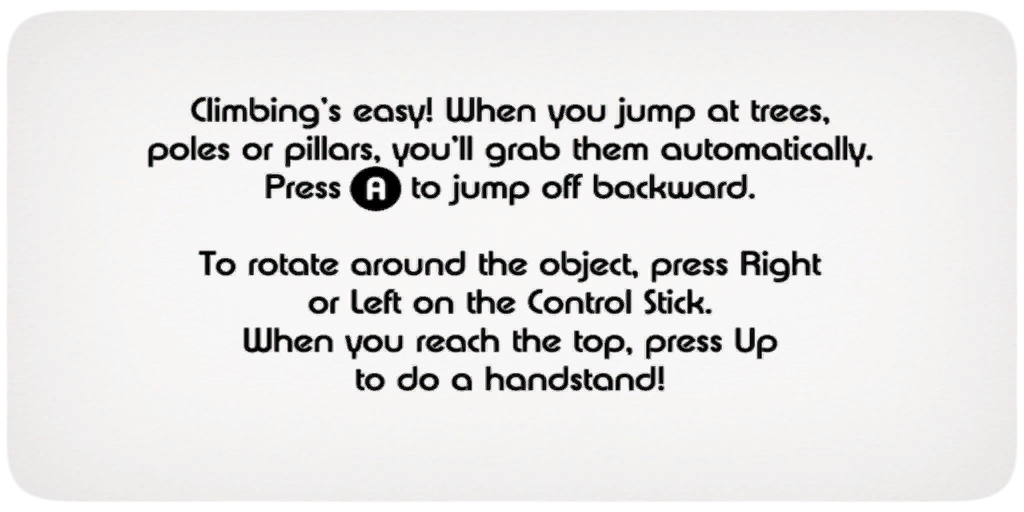 Climbing's easy! When you jump at trees,
poles or pillars, you'll grab them automatically.
Press A to jump off backward.
To rotate around the object, press Right
or Left on the Control Stick.
When you reach the top, press Up
to do a handstand!